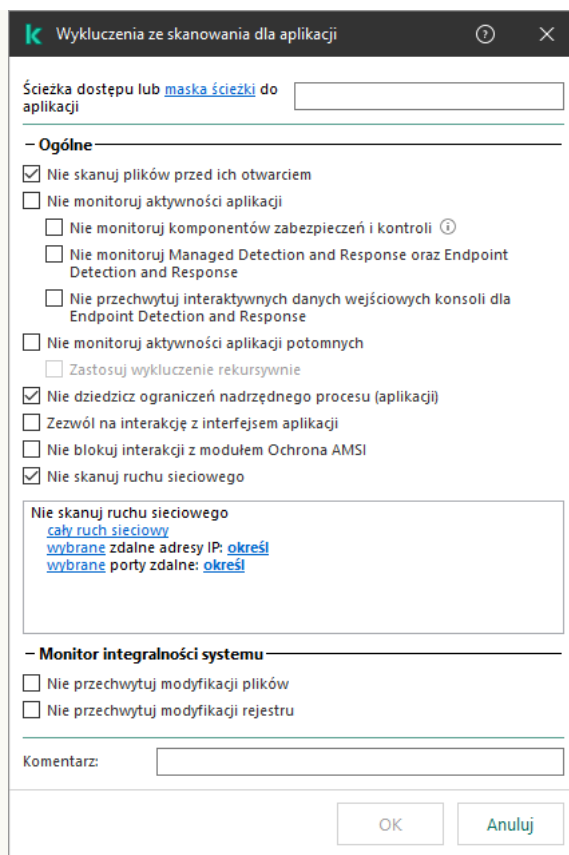 Wykluczenia ze skanowania dla aplikacji
Ścieżka dostępu lub maska ścieżki do
aplikacji
Ogólne
Nie skanuj plików przed ich otwarciem
Nie monitoruj aktywności aplikacji
Nie monitoruj komponentów zabezpieczeń i kontroli
Nie monitoruj Managed Detection and Response oraz Endpoint
Detection and Response
Nie przechwytuj interaktywnych danych wejściowych konsoli dla
Endpoint Detection and Response
Nie monitoruj aktywności aplikacji potomnych
Zastosuj wykluczenie rekursywnie
Nie dziedzicz ograniczeń nadrzędnego procesu (aplikacji)
Zezwól na interakcję z interfejsem aplikacji
Nie blokuj interakcji z modułem Ochrona AMSI
Nie skanuj ruchu sieciowego
Nie skanuj ruchu sieciowego
cały ruch sieciowy
wybrane zdalne adresy IP: określ
wybrane porty zdalne: określ
Monitor integralności systemu
Nie przechwytuj modyfikacji plików
Nie przechwytuj modyfikacji rejestru
Komentarz:
OK Anuluj